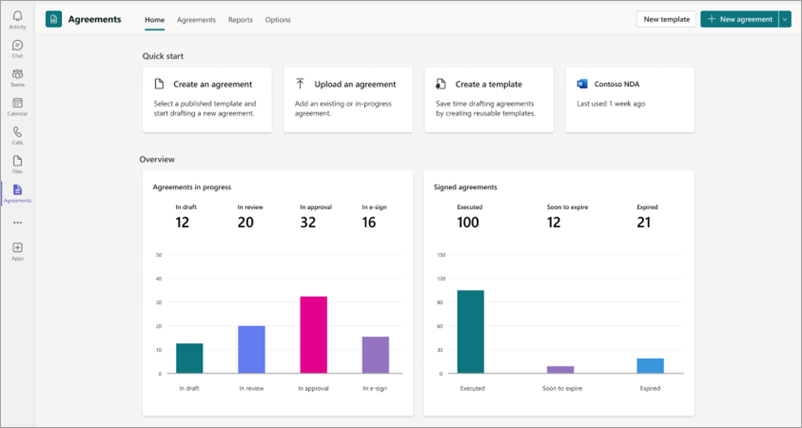 Activity
Chat
Teams
Calendar
Calls
Files
Agreements
Apps
Agreements
Home
Agreements
Reports
Options
New template
New agreement
Quick start
Create an agreement
Select a published template and
start drafting a new agreement.
Upload an agreement
Add an existing or in-progress
agreement.
Create a template
Save time drafting agreements
by creating reusable templates.
Contoso NDA
Last used 1 week ago
Overview
Agreements in progress
In draft
12
In review
20
In approval
32
In e-sign
16
50
40
30
20
10
0
In draft
In review
In approval
In e-sign
Signed agreements
Executed
100
Soon to expire
12
Expired
21
150
120
90
60
30
0
Executed
Soon to expire
Expired